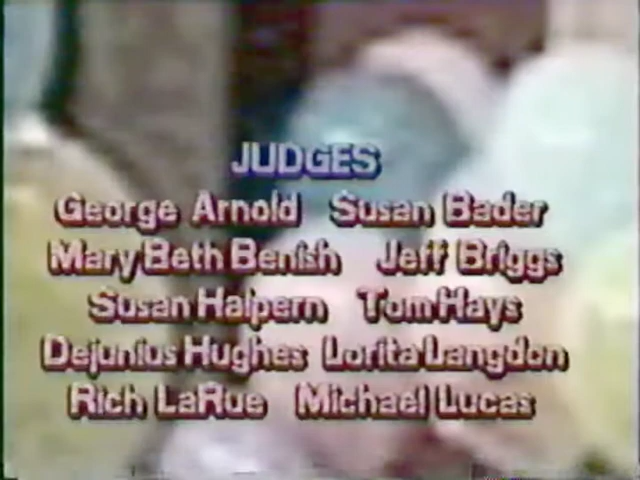 JUDGES
George Arnold Susan Bader
Mary Beth Benish Jeff Briggs
Susan Halpern Tom Hays
Dejunius Hughes Lorita Langdon
Rich LaRue Michael Lucas